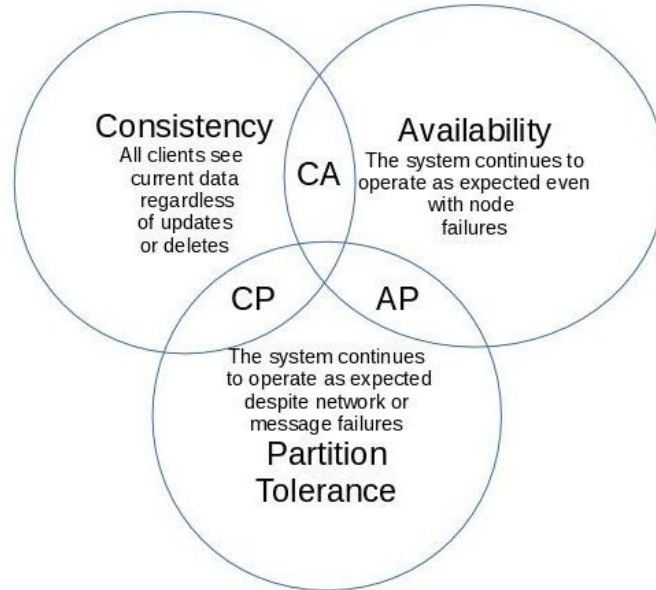 Consistency
All clients see
current data
regardless
of updates
or deletes
CA
Availability
The system continues to
operate as expected even
with node
failures
CP
AP
The system continues
to operate as expected
despite network or
message failures
Partition
Tolerance